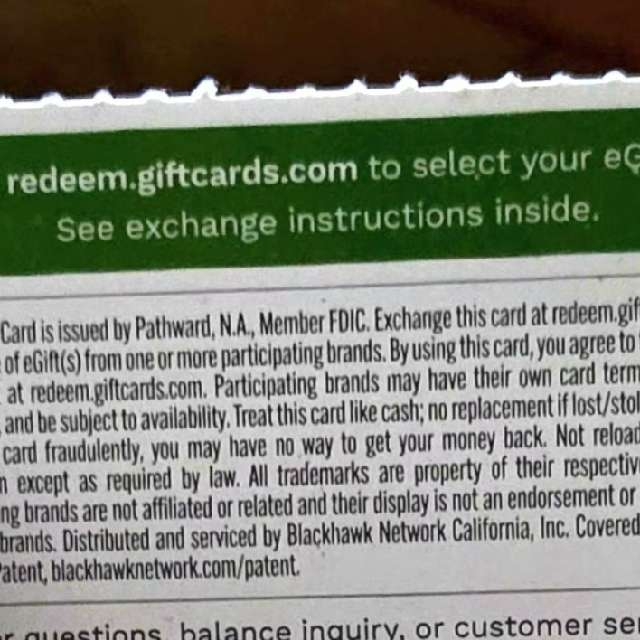 redeem.giftcards.com to select your eG
See exchange instructions inside.
Card is issued by Pathward, N.A., Member FDIC. Exchange this card at redeem.gif
of eGift(s) from one or more participating brands. By using this card, you agree to
at redeem.giftcards.com. Participating brands may have their own card term
and be subject to availability. Treat this card like cash; no replacement if lost/stol
card fraudulently, you may have no way to get your money back. Not reload
n except as required by law. All trademarks are property of their respectiv
ng brands are not affiliated or related and their display is not an endorsement or
brands. Distributed and serviced by Blackhawk Network California, Inc. Covered
Patent, blackhawknetwork.com/patent.
r questions, balance inquiry, or customer se